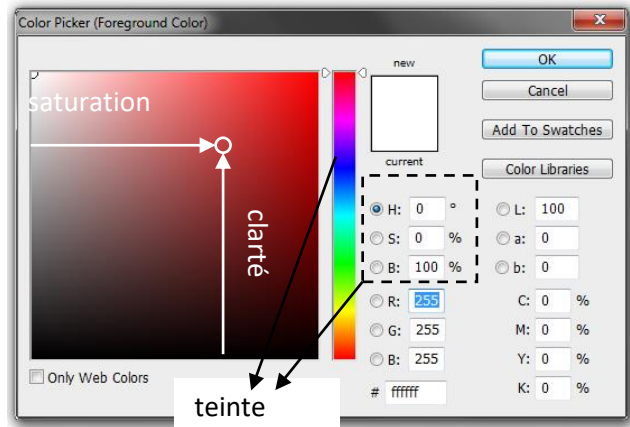 Color Picker (Foreground Color)
new
OK
saturation
Cancel
Add To Swatches
current
Color Libraries
H: 0 °
L: 100
clarté
S: 0 %
a: 0
B: 100 %
b: 0
R: 255
C: 0 %
G: 255
M: 0 %
B: 255
Y: 0 %
Only Web Colors
# ffffff
K: 0 %
teinte